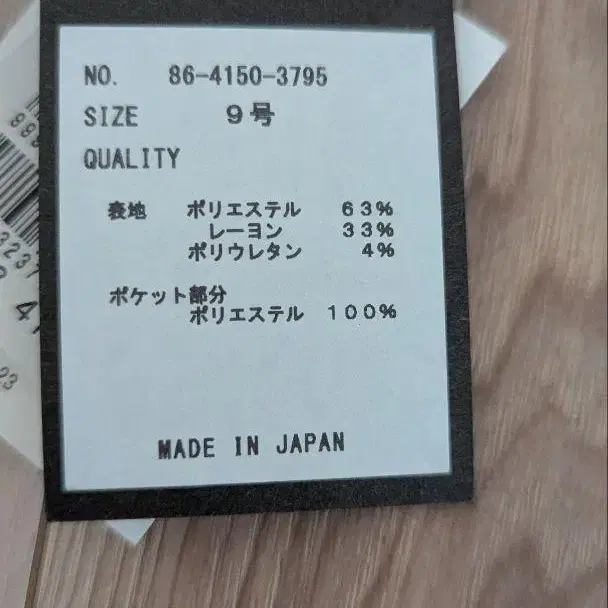 NO. 86-4150-3795
SIZE ９号
QUALITY
表地 ポリエステル ６３％
レーヨン ３３％
ポリウレタン ４％
ポケット部分
ポリエステル １００％
MADE IN JAPAN